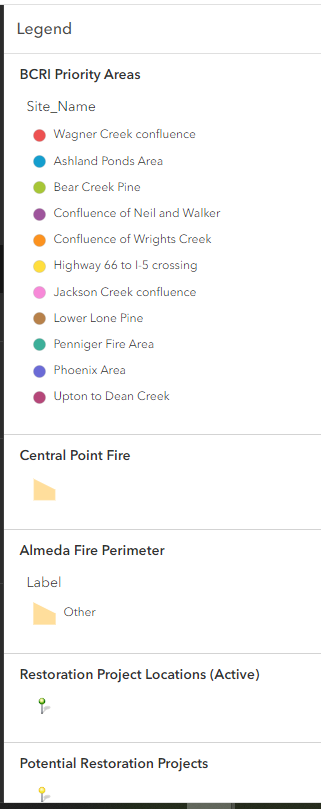 Legend
BCRI Priority Areas
Site_Name
Wagner Creek confluence
Ashland Ponds Area
Bear Creek Pine
Confluence of Neil and Walker
Confluence of Wrights Creek
Highway 66 to I-5 crossing
Jackson Creek confluence
Lower Lone Pine
Penniger Fire Area
Phoenix Area
Upton to Dean Creek
Central Point Fire
Almeda Fire Perimeter
Label
Other
Restoration Project Locations (Active)
Potential Restoration Projects